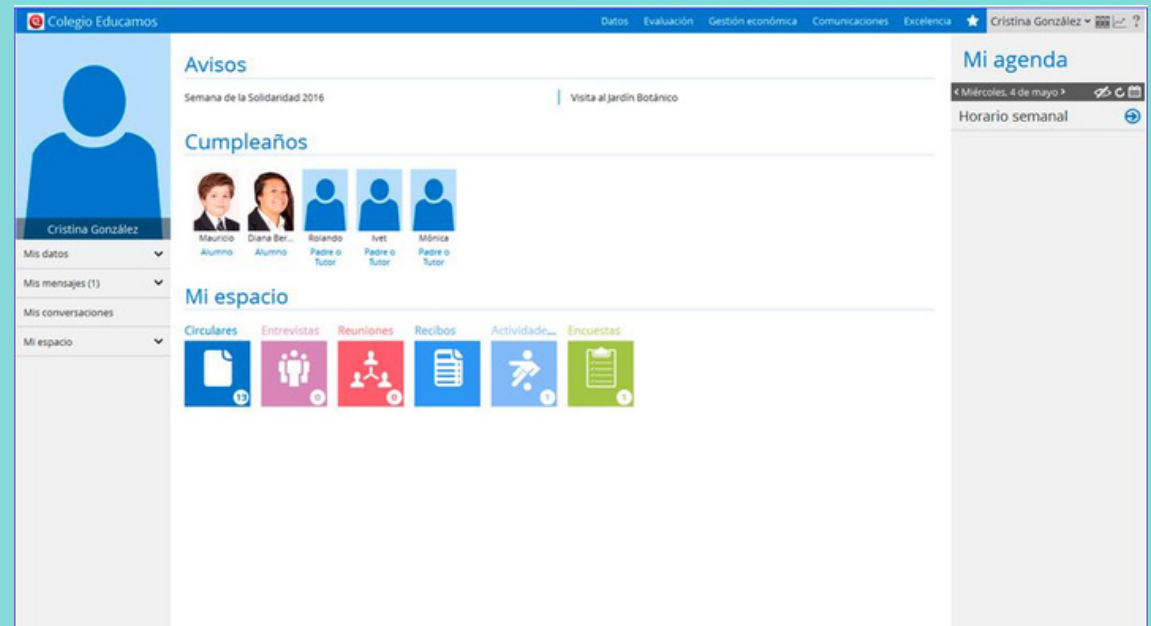 Colegio Educamos
Datos Evaluación Gestión económica Comunicaciones Excelencia Cristina González ?
Cristina González
Mis datos
Mis mensajes (1)
Mis conversaciones
Mi espacio
Avisos
Semana de la Solidaridad 2016
Visita al Jardín Botánico
Cumpleaños
Mauricio Diana Ber... Rolando Ivet Mónica
Alumno Alumno Padre o Padre o Padre o
Tutor Tutor Tutor
Mi espacio
Circulares Entrevistas Reuniones Recibos Actividade... Encuestas
13 0 0 1 1
Mi agenda
Miércoles, 4 de mayo
Horario semanal